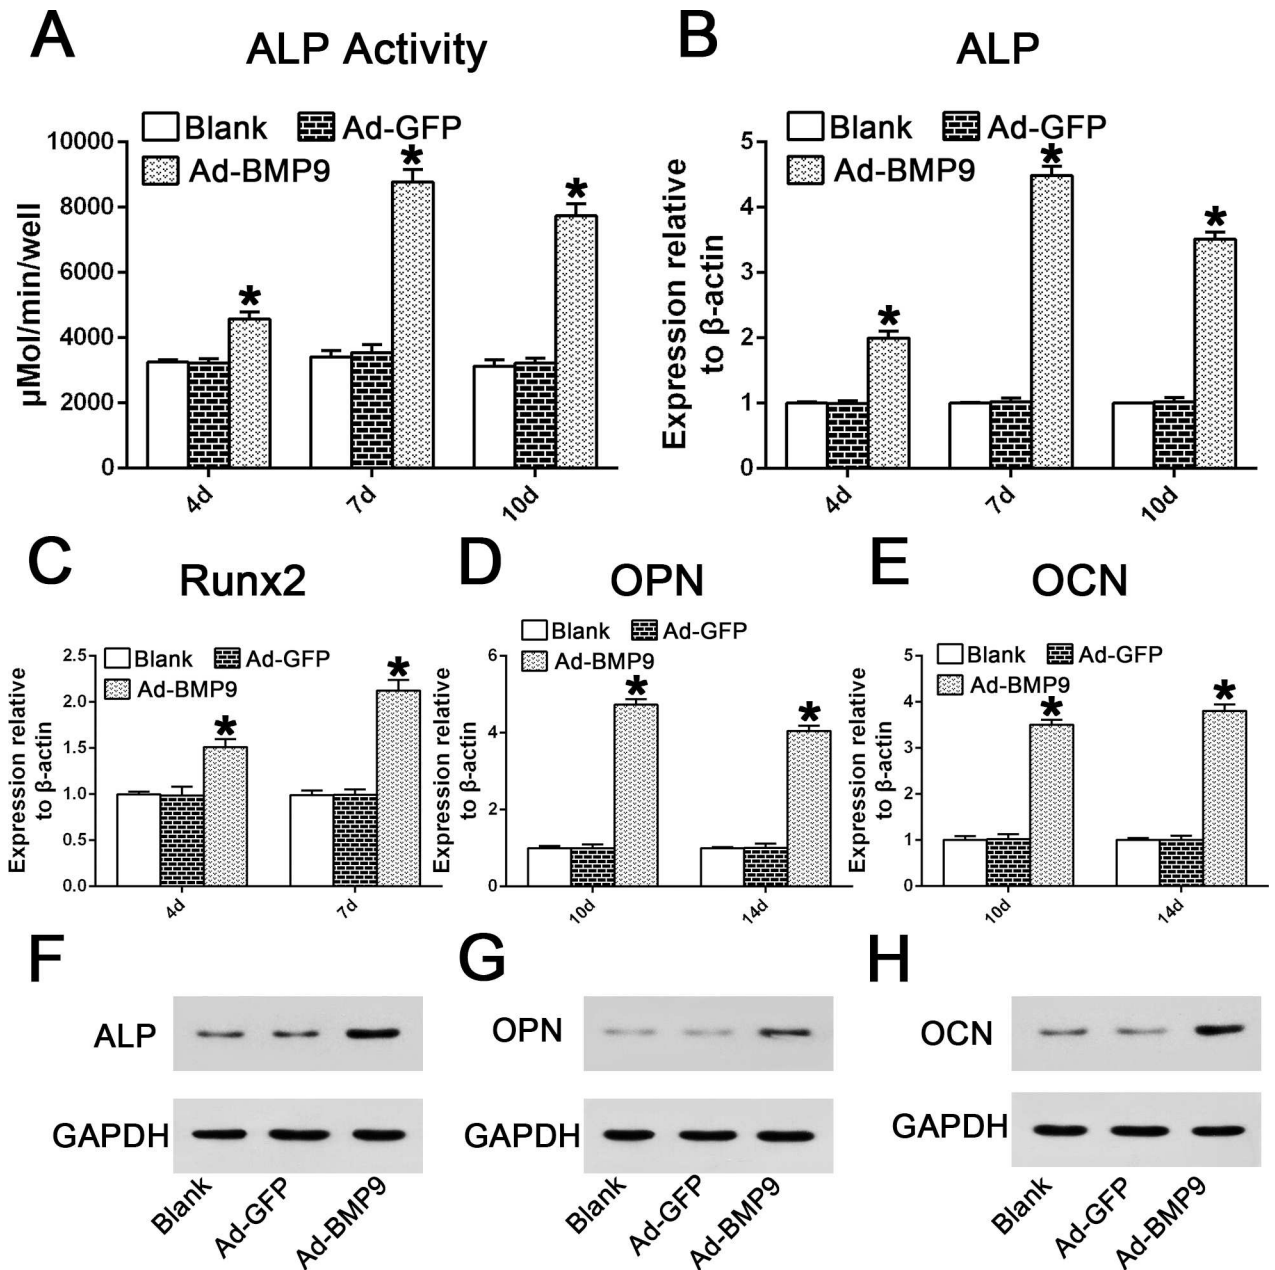 A
ALP Activity
Blank
Ad-GFP
Ad-BMP9
μMol/min/well
10000
8000
6000
4000
2000
0
*
*
*
4d
7d
10d
B
ALP
Blank
Ad-GFP
Ad-BMP9
Expression relative
to β-actin
5
4
3
2
1
0
*
*
*
4d
7d
10d
C
Runx2
Blank
Ad-GFP
Ad-BMP9
Expression relative
to β-actin
2.5
2.0
1.5
1.0
0.5
0.0
*
*
4d
7d
D
OPN
Blank
Ad-GFP
Ad-BMP9
Expression relative
to β-actin
6
4
2
0
*
*
10d
14d
E
OCN
Blank
Ad-GFP
Ad-BMP9
Expression relative
to β-actin
5
4
3
2
1
0
*
*
10d
14d
F
ALP
GAPDH
Blank
Ad-GFP
Ad-BMP9
G
OPN
GAPDH
Blank
Ad-GFP
Ad-BMP9
H
OCN
GAPDH
Blank
Ad-GFP
Ad-BMP9